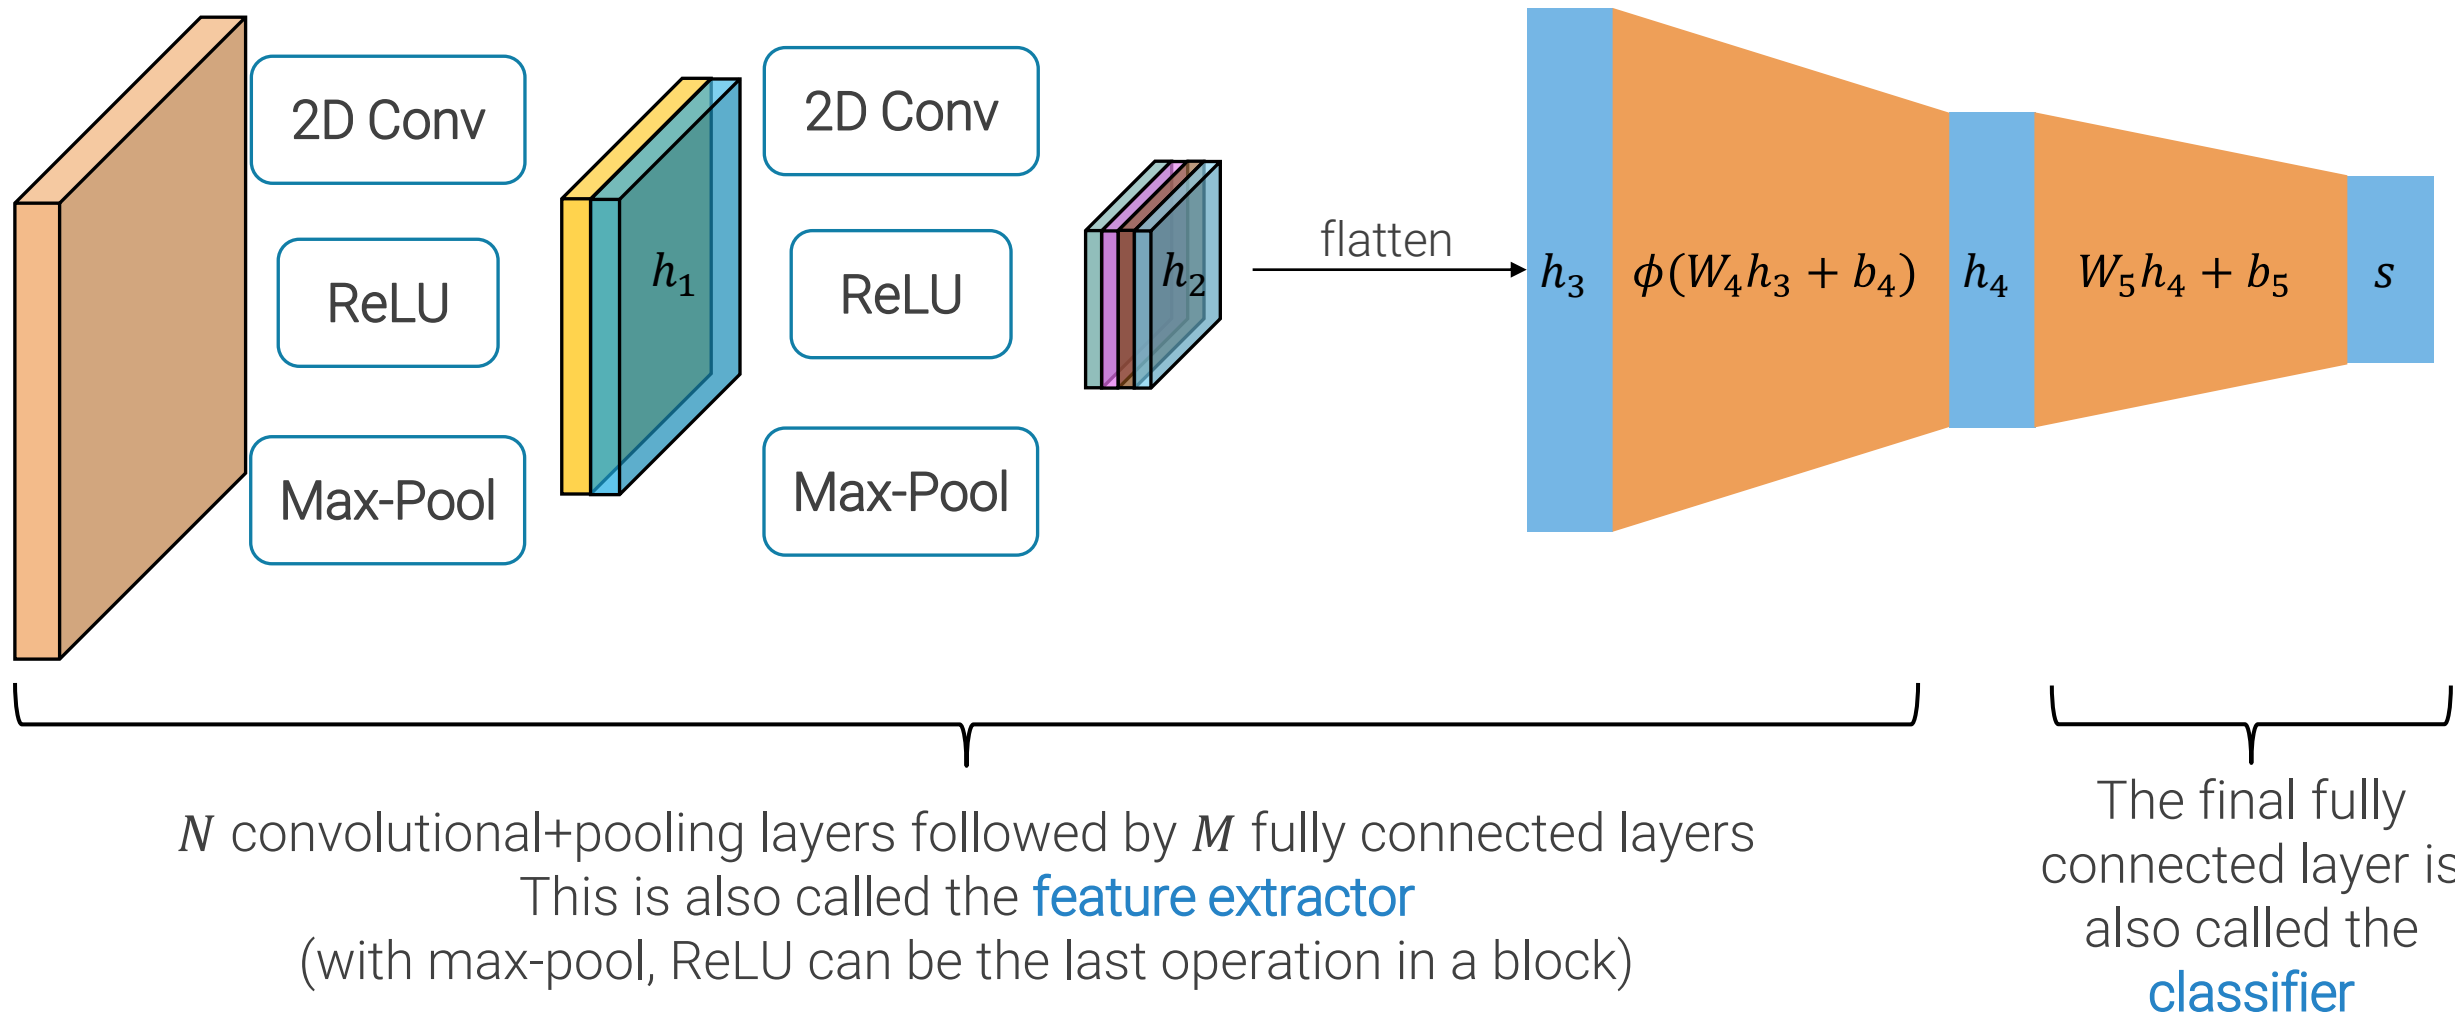 2D Conv
ReLU
Max-Pool
h₁
2D Conv
ReLU
Max-Pool
h₂
flatten
h₃
ϕ(W₄h₃ + b₄)
h₄
W₅h₄ + b₅
s
N convolutional+pooling layers followed by M fully connected layers
This is also called the feature extractor
(with max-pool, ReLU can be the last operation in a block)
The final fully
connected layer is
also called the
classifier